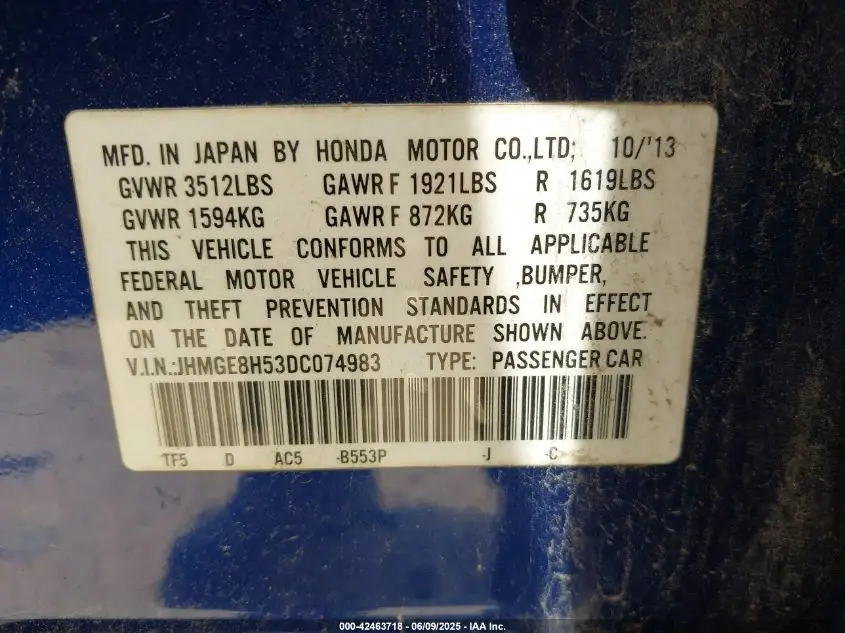 MFD. IN JAPAN BY HONDA MOTOR CO.,LTD; 10/'13
GVWR 3512LBS GAWR F 1921LBS R 1619LBS
GVWR 1594KG GAWR F 872KG R 735KG
THIS VEHICLE CONFORMS TO ALL APPLICABLE
FEDERAL MOTOR VEHICLE SAFETY ,BUMPER,
AND THEFT PREVENTION STANDARDS IN EFFECT
ON THE DATE OF MANUFACTURE SHOWN ABOVE.
V.I.N.:JHMGE8H53DC074983 TYPE: PASSENGER CAR
TF5 D AC5 -B553P -J -C-
000-42463718 - 06/09/2025 - IAA Inc.